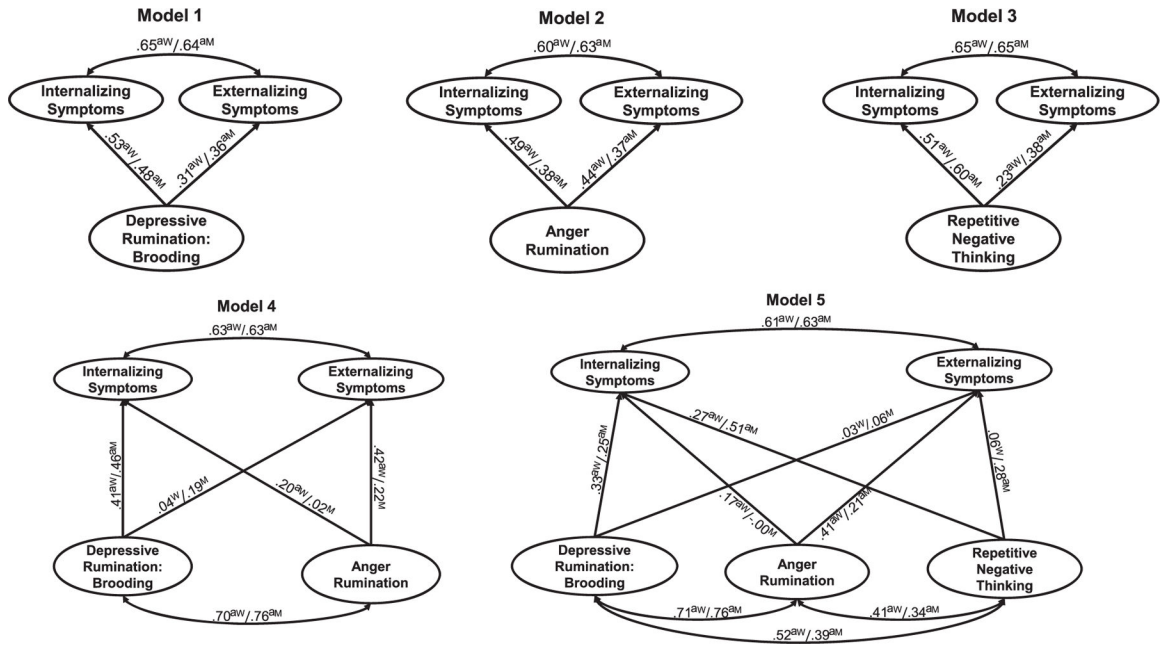 Model 1
.65ᵃᵂ/.64ᵃᴹ
Internalizing
Symptoms
Externalizing
Symptoms
.53ᵃᵂ/.48ᵃᴹ
.31ᵃᵂ/.36ᵃᴹ
Depressive
Rumination:
Brooding
Model 2
.60ᵃᵂ/.63ᵃᴹ
Internalizing
Symptoms
Externalizing
Symptoms
.49ᵃᵂ/.38ᵃᴹ
.44ᵃᵂ/.37ᵃᴹ
Anger
Rumination
Model 3
.65ᵃᵂ/.65ᵃᴹ
Internalizing
Symptoms
Externalizing
Symptoms
.51ᵃᵂ/.60ᵃᴹ
.23ᵃᵂ/.38ᵃᴹ
Repetitive
Negative
Thinking
Model 4
.63ᵃᵂ/.63ᵃᴹ
Internalizing
Symptoms
Externalizing
Symptoms
.41ᵃᵂ/.46ᵃᴹ
.04ᵂ/.19ᴹ
.20ᵃᵂ/.02ᴹ
.42ᵃᵂ/.22ᴹ
Depressive
Rumination:
Brooding
Anger
Rumination
.70ᵃᵂ/.76ᵃᴹ
Model 5
.61ᵃᵂ/.63ᵃᴹ
Internalizing
Symptoms
Externalizing
Symptoms
.33ᵃᵂ/.25ᵃᴹ
.27ᵃᵂ/.51ᵃᴹ
.03ᵂ/.06ᴹ
.06ᵂ/.28ᵃᴹ
.17ᵃᵂ/-.00ᴹ
.41ᵃᵂ/.21ᵃᴹ
Depressive
Rumination:
Brooding
Anger
Rumination
Repetitive
Negative
Thinking
.71ᵃᵂ/.76ᵃᴹ
.41ᵃᵂ/.34ᵃᴹ
.52ᵃᵂ/.39ᵃᴹ